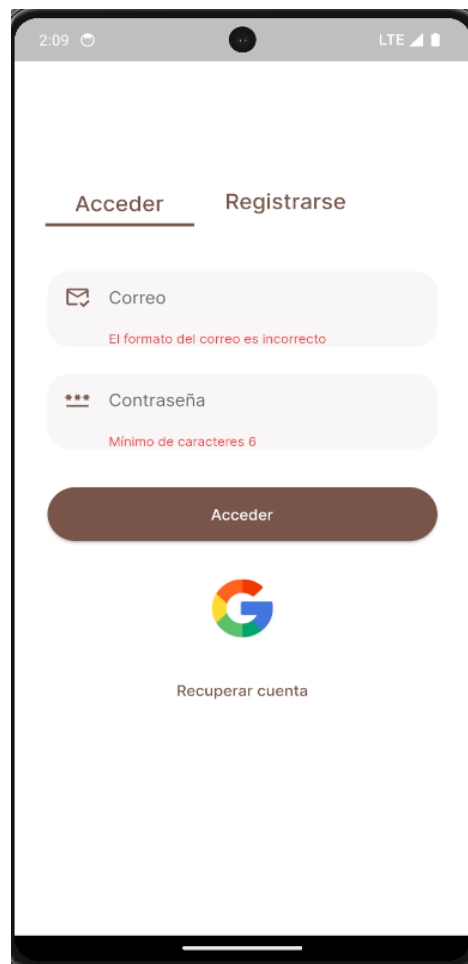 2:09 LTE
Acceder Registrarse
Correo
El formato del correo es incorrecto
*** Contraseña
Mínimo de caracteres 6
Acceder
G
Recuperar cuenta